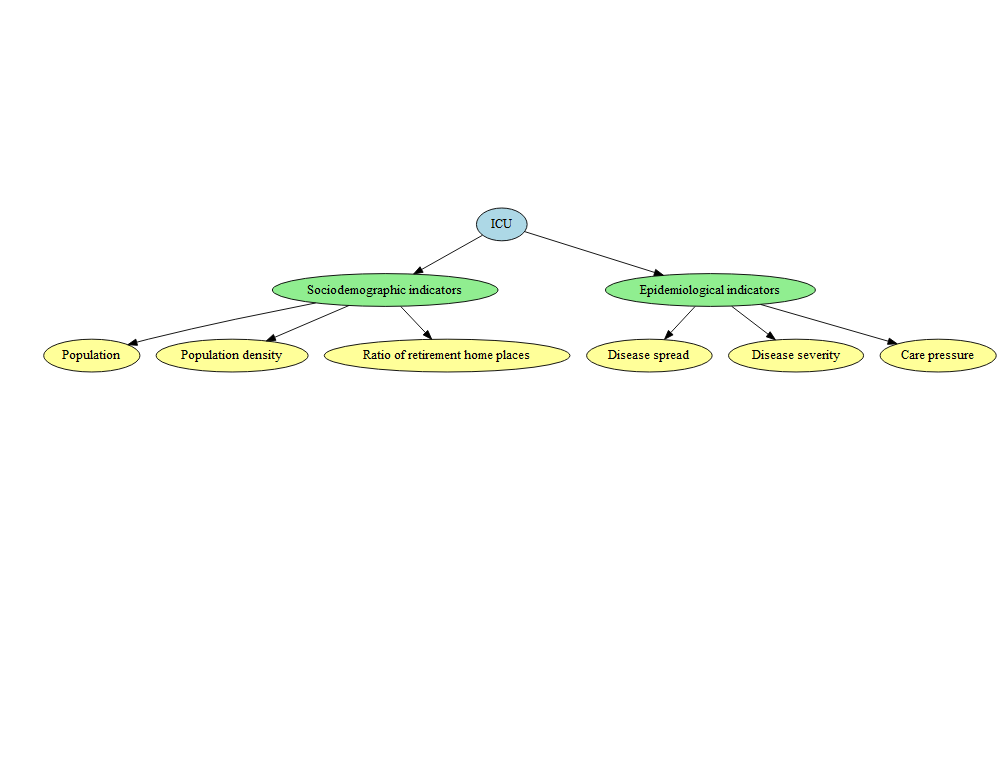 ICU
Sociodemographic indicators
Epidemiological indicators
Population
Population density
Ratio of retirement home places
Disease spread
Disease severity
Care pressure